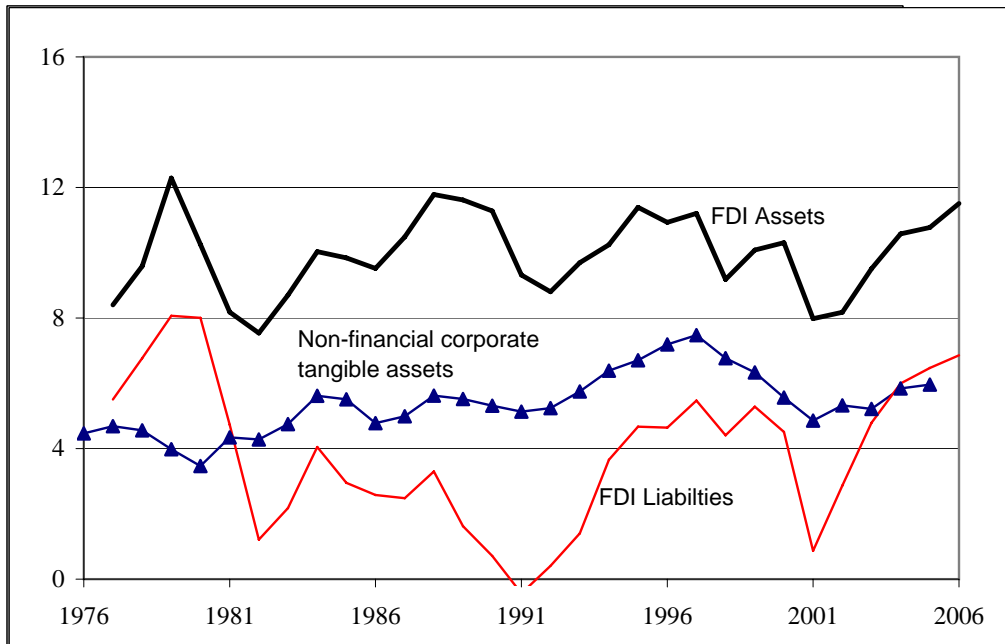 16
12
FDI Assets
8
Non-financial corporate
tangible assets
4
FDI Liabilties
0
1976 1981 1986 1991 1996 2001 2006